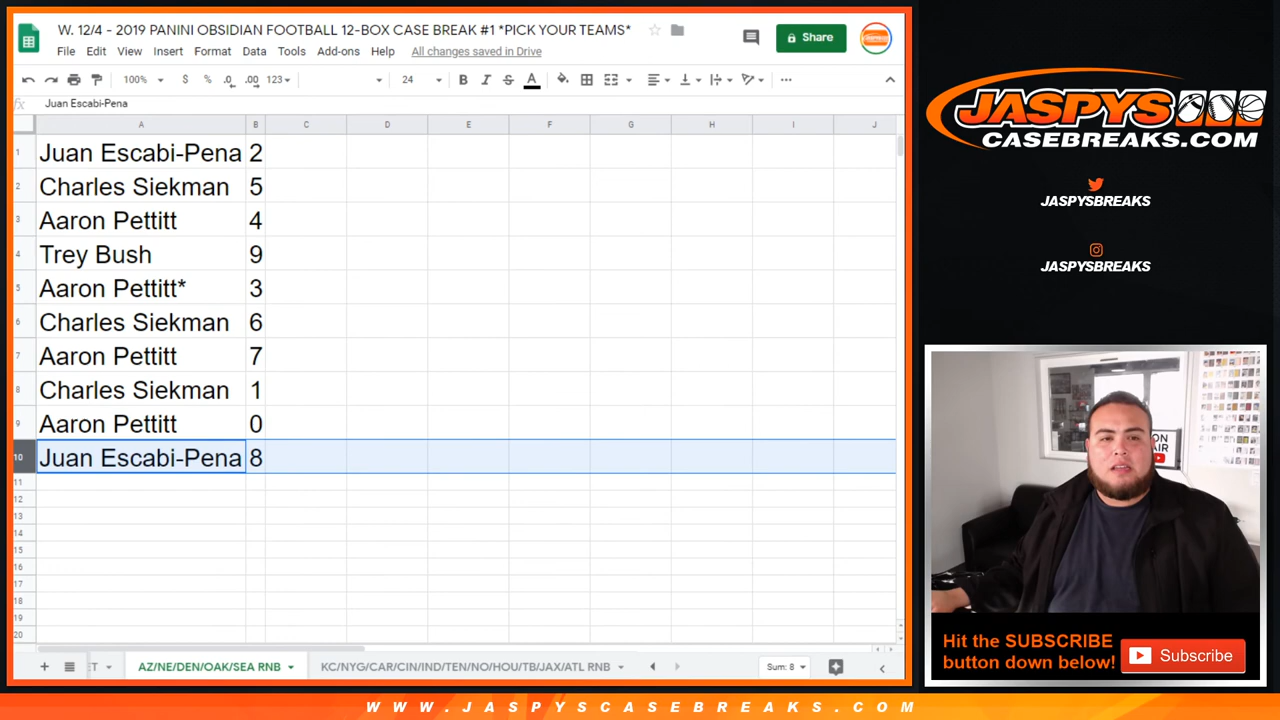 W. 12/4 - 2019 PANINI OBSIDIAN FOOTBALL 12-BOX CASE BREAK #1 *PICK YOUR TEAMS*
File Edit View Insert Format Data Tools Add-ons Help All changes saved in Drive
Share
100% $ % .0 .00 123 24 B I S A
fx Juan Escabi-Pena
A B C D E F G H I J
1 Juan Escabi-Pena 2
2 Charles Siekman 5
3 Aaron Pettitt 4
4 Trey Bush 9
5 Aaron Pettitt* 3
6 Charles Siekman 6
7 Aaron Pettitt 7
8 Charles Siekman 1
9 Aaron Pettitt 0
10 Juan Escabi-Pena 8
11
12
13
14
15
16
17
18
19
20
ET AZ/NE/DEN/OAK/SEA RNB KC/NYG/CAR/CIN/IND/TEN/NO/HOU/TB/JAX/ATL RNB Sum: 8
JASPYS
CASEBREAKS.COM
JASPYSBREAKS
JASPYSBREAKS
ON
AIR
Hit the SUBSCRIBE
button down below!
Subscribe
WWW.JASPYSCASEBREAKS.COM